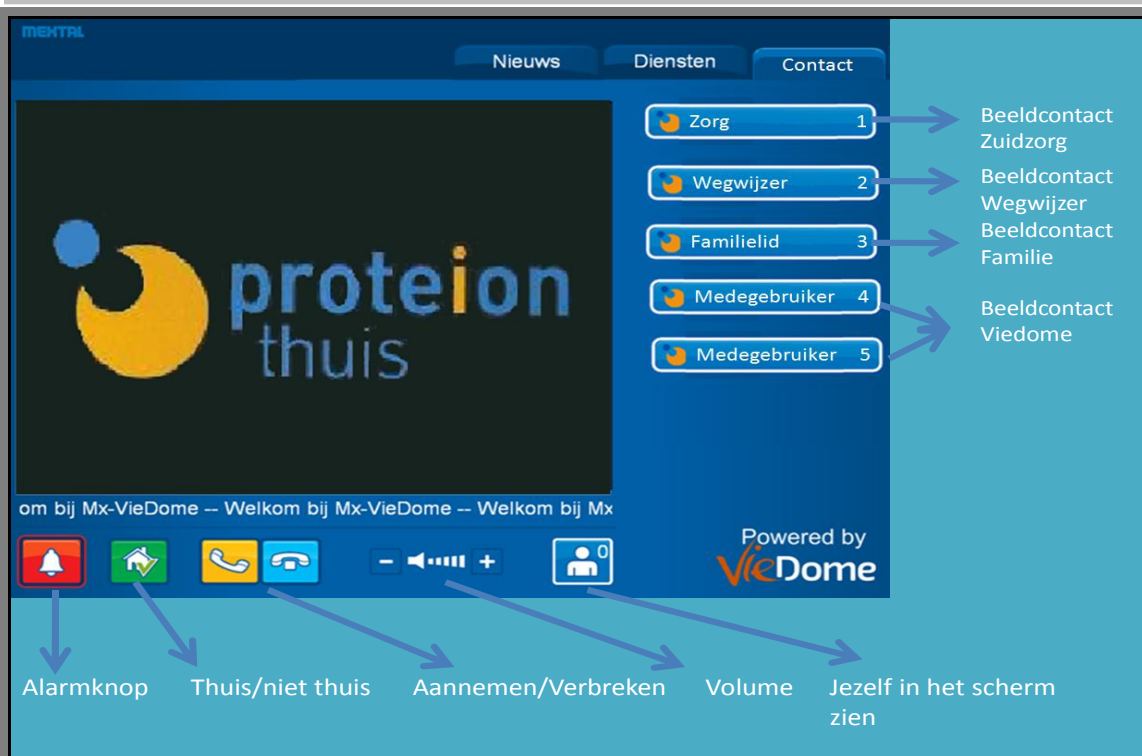 MEXTAL
Nieuws
Diensten
Contact
Zorg 1
Beeldcontact
Zuidzorg
Wegwijzer 2
Beeldcontact
Wegwijzer
Familielid 3
Beeldcontact
Familie
Medegebruiker 4
Beeldcontact
Viedome
Medegebruiker 5
proteion
thuis
om bij Mx-VieDome -- Welkom bij Mx-VieDome -- Welkom bij Mx
0
Powered by
VieDome
Alarmknop
Thuis/niet thuis
Aannemen/Verbreken
Volume
Jezelf in het scherm
zien